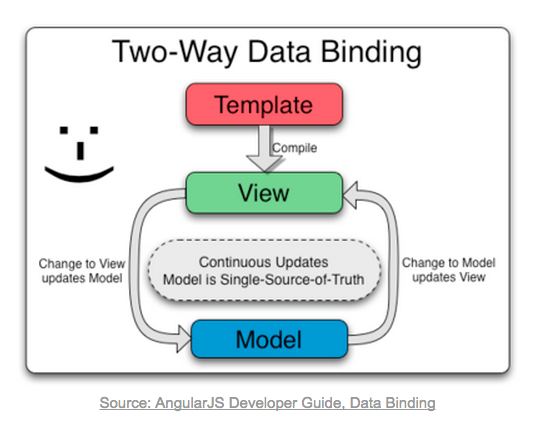 Two-Way Data Binding
Template
Compile
View
Change to View
updates Model
Continuous Updates
Model is Single-Source-of-Truth
Change to Model
updates View
Model
Source: AngularJS Developer Guide, Data Binding